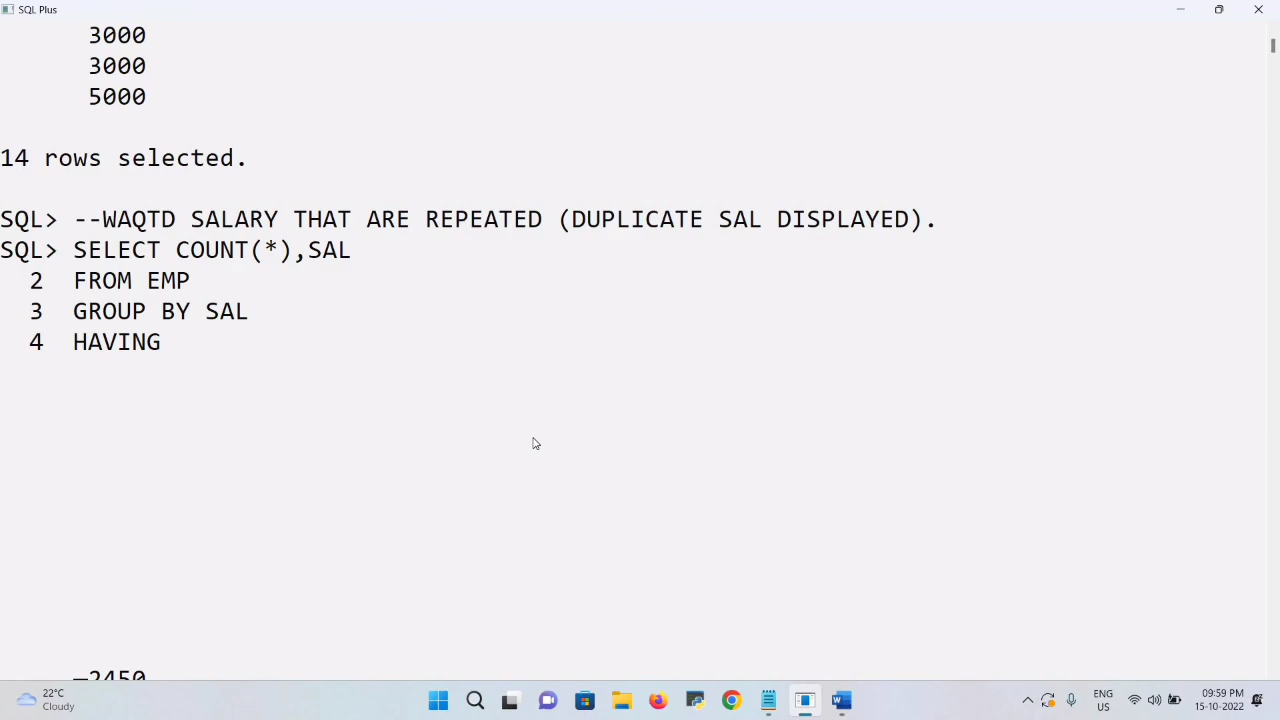 SQL Plus
3000
3000
5000
14 rows selected.
SQL> --WAQTD SALARY THAT ARE REPEATED (DUPLICATE SAL DISPLAYED).
SQL> SELECT COUNT(*),SAL
2 FROM EMP
3 GROUP BY SAL
4 HAVING
2450
22°C
ENG
US
09:59 PM
13-10-2022